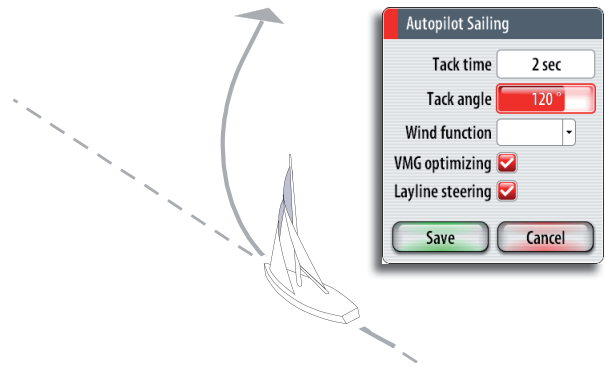 Autopilot Sailing
Tack time 2 sec
Tack angle 120 °
Wind function
VMG optimizing
Layline steering
Save Cancel